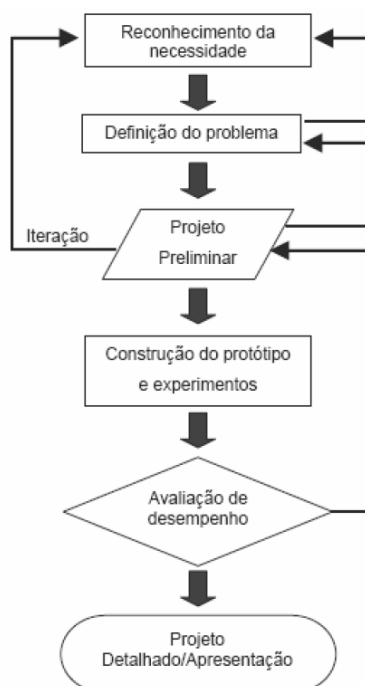 Reconhecimento da
necessidade
Definição do problema
Iteração
Projeto
Preliminar
Construção do protótipo
e experimentos
Avaliação de
desempenho
Projeto
Detalhado/Apresentação